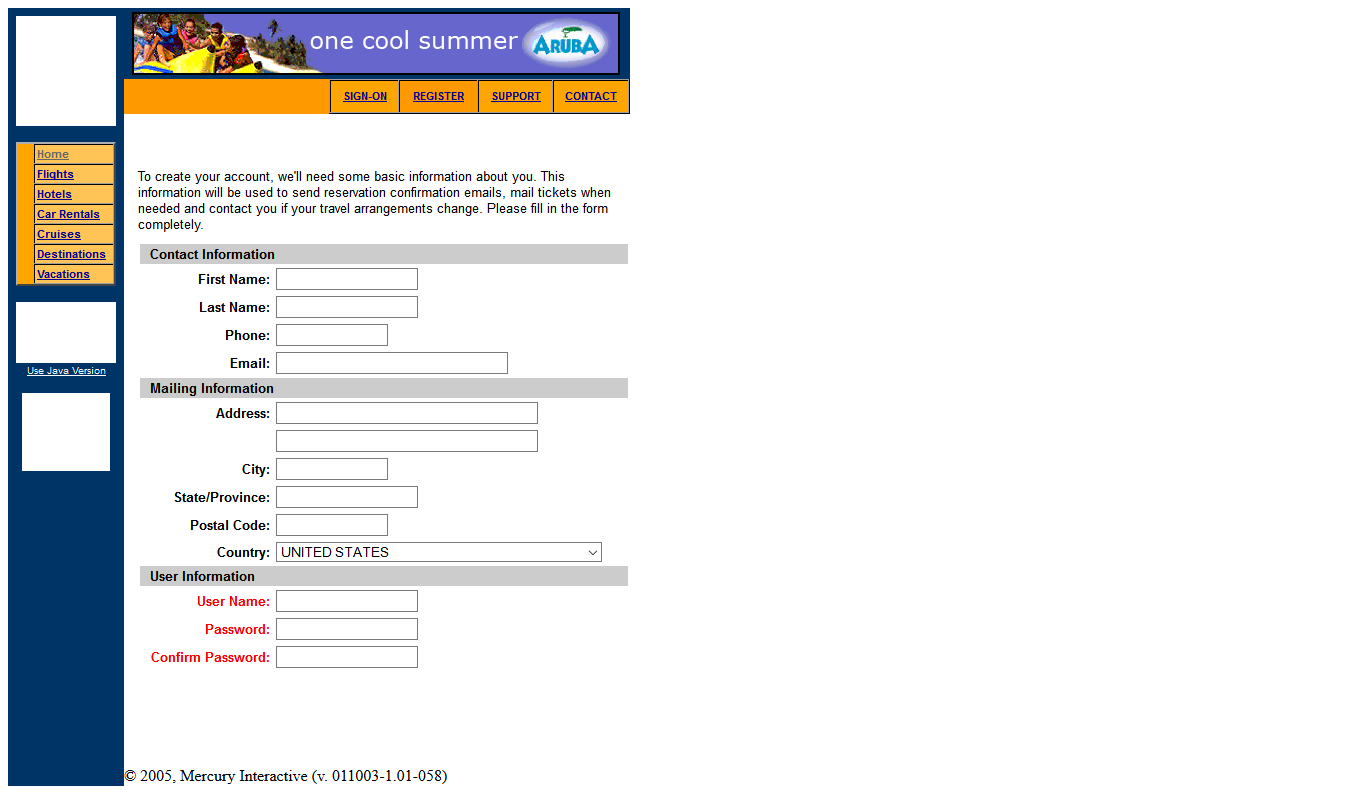 one cool summer ARUBA
SIGN-ON REGISTER SUPPORT CONTACT
Home
Flights
Hotels
Car Rentals
Cruises
Destinations
Vacations
Use Java Version
To create your account, we'll need some basic information about you. This
information will be used to send reservation confirmation emails, mail tickets when
needed and contact you if your travel arrangements change. Please fill in the form
completely.
Contact Information
First Name:
Last Name:
Phone:
Email:
Mailing Information
Address:
City:
State/Province:
Postal Code:
Country: UNITED STATES
User Information
User Name:
Password:
Confirm Password:
© 2005, Mercury Interactive (v. 011003-1.01-058)